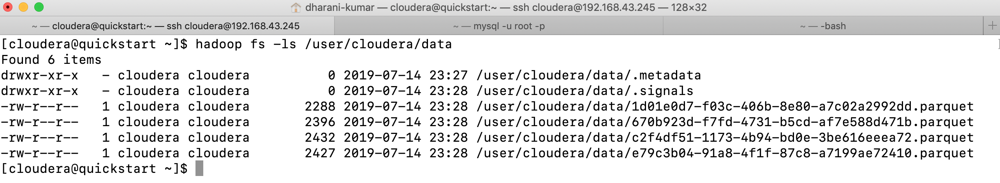 dharani-kumar — cloudera@quickstart:~ — ssh cloudera@192.168.43.245 — 128×32
~ — cloudera@quickstart:~ — ssh cloudera@192.168.43.245
~ — mysql -u root -p
~ — -bash
[cloudera@quickstart ~]$ hadoop fs -ls /user/cloudera/data
Found 6 items
drwxr-xr-x   - cloudera cloudera          0 2019-07-14 23:27 /user/cloudera/data/.metadata
drwxr-xr-x   - cloudera cloudera          0 2019-07-14 23:28 /user/cloudera/data/.signals
-rw-r--r--   1 cloudera cloudera       2288 2019-07-14 23:28 /user/cloudera/data/1d01e0d7-f03c-406b-8e80-a7c02a2992dd.parquet
-rw-r--r--   1 cloudera cloudera       2396 2019-07-14 23:28 /user/cloudera/data/670b923d-f7fd-4731-b5cd-af7e588d471b.parquet
-rw-r--r--   1 cloudera cloudera       2432 2019-07-14 23:28 /user/cloudera/data/c2f4df51-1173-4b94-bd0e-3be616eeea72.parquet
-rw-r--r--   1 cloudera cloudera       2427 2019-07-14 23:28 /user/cloudera/data/e79c3b04-91a8-4f1f-87c8-a7199ae72410.parquet
[cloudera@quickstart ~]$